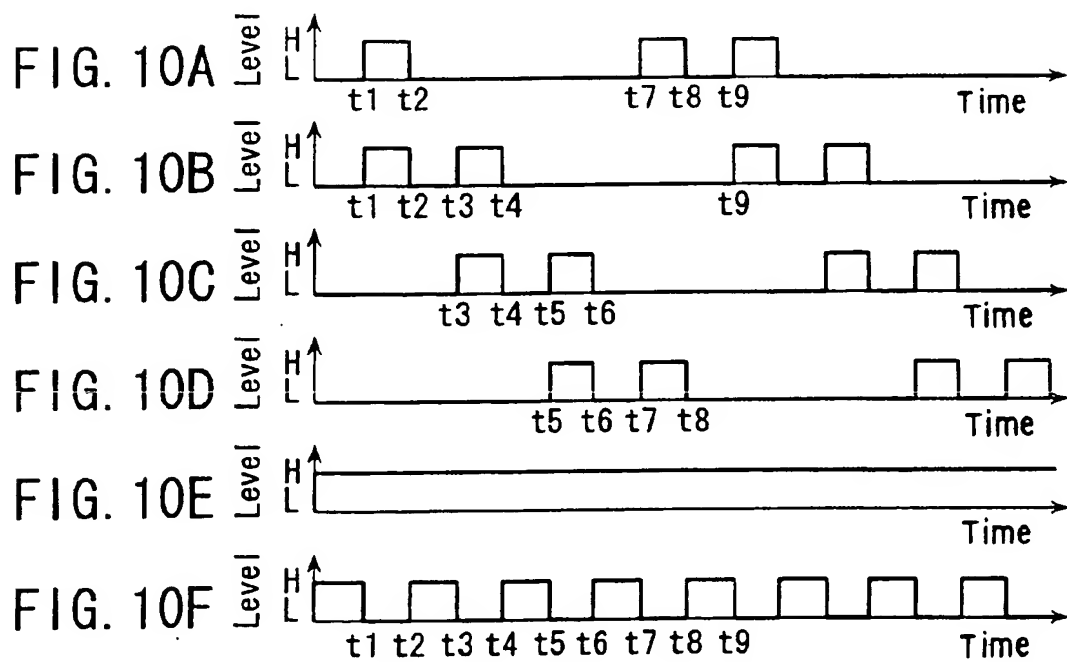 FIG. 10A Level H L t1 t2 t7 t8 t9 Time
FIG. 10B Level H L t1 t2 t3 t4 t9 Time
FIG. 10C Level H L t3 t4 t5 t6 Time
FIG. 10D Level H L t5 t6 t7 t8 Time
FIG. 10E Level H L Time
FIG. 10F Level H L t1 t2 t3 t4 t5 t6 t7 t8 t9 Time